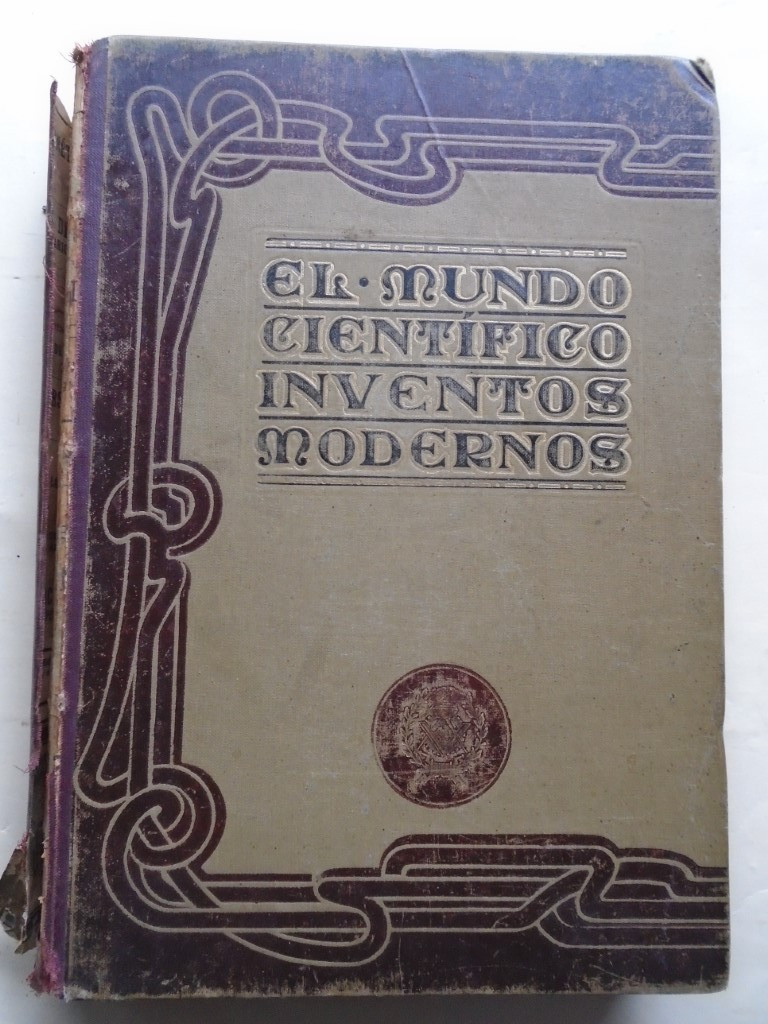 EL · MUNDO
CIENTÍFICO
INVENTOS
MODERNOS